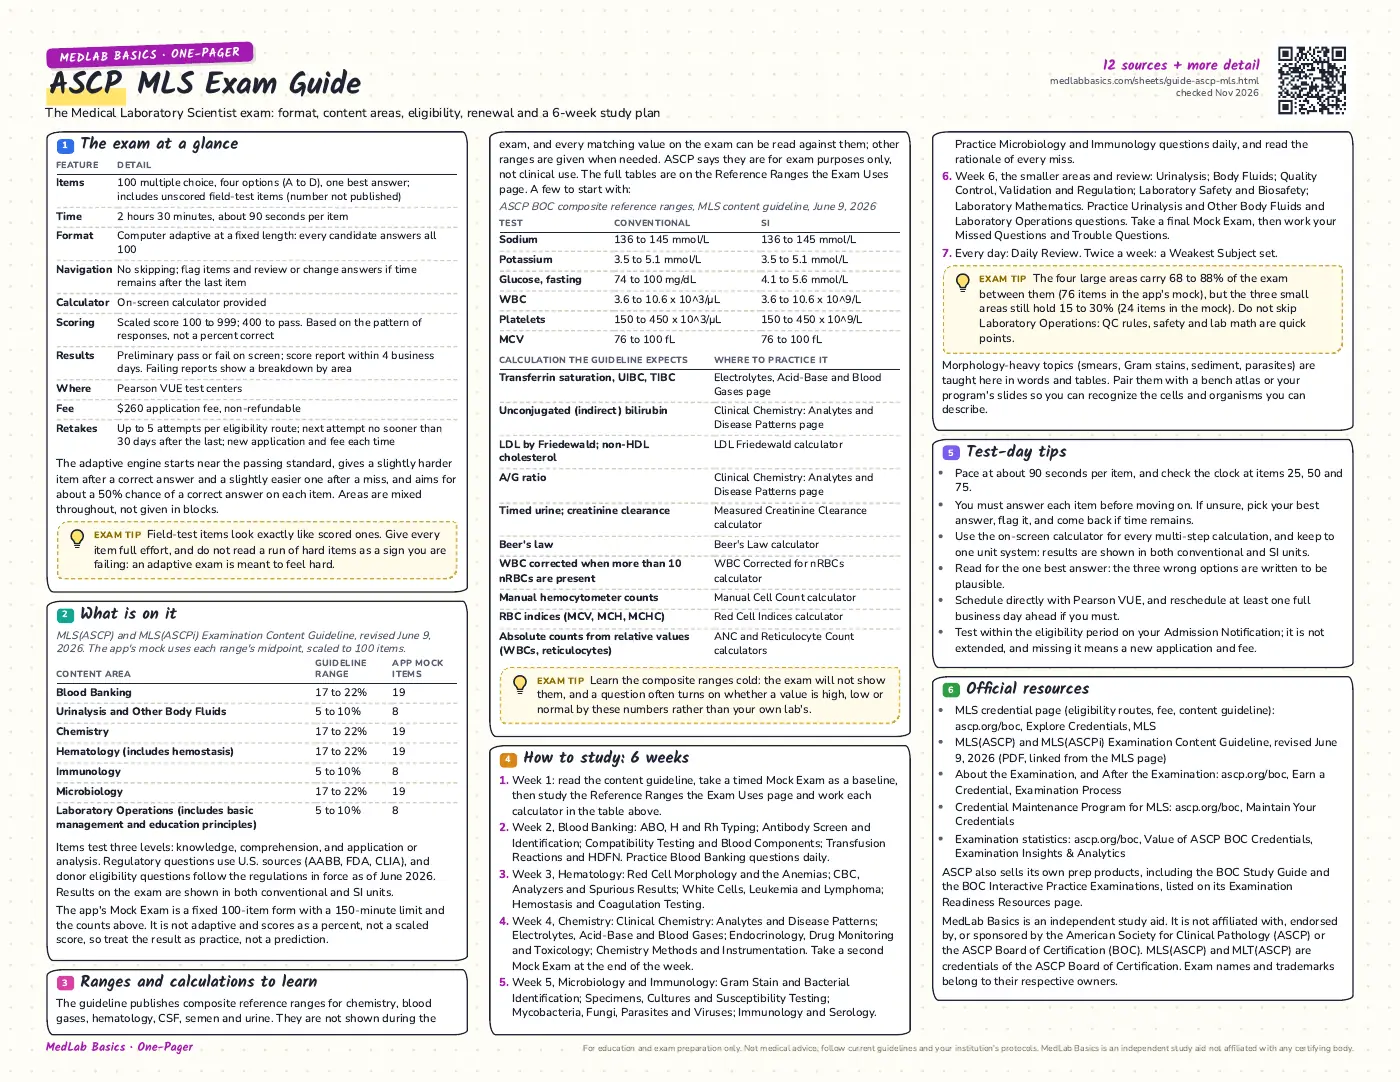 MEDLAB BASICS · ONE-PAGER
ASCP MLS Exam Guide
The Medical Laboratory Scientist exam: format, content areas, eligibility, renewal and a 6-week study plan
12 sources + more detail
medlabbasics.com/sheets/guide-ascp-mls.html
checked Nov 2026
1 The exam at a glance
FEATURE DETAIL
Items 100 multiple choice, four options (A to D), one best answer;
includes unscored field-test items (number not published)
Time 2 hours 30 minutes, about 90 seconds per item
Format Computer adaptive at a fixed length: every candidate answers all
100
Navigation No skipping; flag items and review or change answers if time
remains after the last item
Calculator On-screen calculator provided
Scoring Scaled score 100 to 999; 400 to pass. Based on the pattern of
responses, not a percent correct
Results Preliminary pass or fail on screen; score report within 4 business
days. Failing reports show a breakdown by area
Where Pearson VUE test centers
Fee $260 application fee, non-refundable
Retakes Up to 5 attempts per eligibility route; next attempt no sooner than
30 days after the last; new application and fee each time
The adaptive engine starts near the passing standard, gives a slightly harder
item after a correct answer and a slightly easier one after a miss, and aims for
about a 50% chance of a correct answer on each item. Areas are mixed
throughout, not given in blocks.
EXAM TIP Field-test items look exactly like scored ones. Give every
item full effort, and do not read a run of hard items as a sign you are
failing: an adaptive exam is meant to feel hard.
2 What is on it
MLS(ASCP) and MLS(ASCPi) Examination Content Guideline, revised June 9,
2026. The app's mock uses each range's midpoint, scaled to 100 items.
CONTENT AREA GUIDELINE RANGE APP MOCK ITEMS
Blood Banking 17 to 22% 19
Urinalysis and Other Body Fluids 5 to 10% 8
Chemistry 17 to 22% 19
Hematology (includes hemostasis) 17 to 22% 19
Immunology 5 to 10% 8
Microbiology 17 to 22% 19
Laboratory Operations (includes basic 5 to 10% 8
management and education principles)
Items test three levels: knowledge, comprehension, and application or
analysis. Regulatory questions use U.S. sources (AABB, FDA, CLIA), and
donor eligibility questions follow the regulations in force as of June 2026.
Results on the exam are shown in both conventional and SI units.
The app's Mock Exam is a fixed 100-item form with a 150-minute limit and
the counts above. It is not adaptive and scores as a percent, not a scaled
score, so treat the result as practice, not a prediction.
3 Ranges and calculations to learn
The guideline publishes composite reference ranges for chemistry, blood
gases, hematology, CSF, semen and urine. They are not shown during the
exam, and every matching value on the exam can be read against them; other
ranges are given when needed. ASCP says they are for exam purposes only,
not clinical use. The full tables are on the Reference Ranges the Exam Uses
page. A few to start with:
ASCP BOC composite reference ranges, MLS content guideline, June 9, 2026
TEST CONVENTIONAL SI
Sodium 136 to 145 mmol/L 136 to 145 mmol/L
Potassium 3.5 to 5.1 mmol/L 3.5 to 5.1 mmol/L
Glucose, fasting 74 to 100 mg/dL 4.1 to 5.6 mmol/L
WBC 3.6 to 10.6 x 10^3/µL 3.6 to 10.6 x 10^9/L
Platelets 150 to 450 x 10^3/µL 150 to 450 x 10^9/L
MCV 76 to 100 fL 76 to 100 fL
CALCULATION THE GUIDELINE EXPECTS WHERE TO PRACTICE IT
Transferrin saturation, UIBC, TIBC Electrolytes, Acid-Base and Blood
Gases page
Unconjugated (indirect) bilirubin Clinical Chemistry: Analytes and
Disease Patterns page
LDL by Friedewald; non-HDL LDL Friedewald calculator
cholesterol
A/G ratio Clinical Chemistry: Analytes and
Disease Patterns page
Timed urine; creatinine clearance Measured Creatinine Clearance
calculator
Beer's law Beer's Law calculator
WBC corrected when more than 10 WBC Corrected for nRBCs
nRBCs are present calculator
Manual hemocytometer counts Manual Cell Count calculator
RBC indices (MCV, MCH, MCHC) Red Cell Indices calculator
Absolute counts from relative values ANC and Reticulocyte Count
(WBCs, reticulocytes) calculators
EXAM TIP Learn the composite ranges cold: the exam will not show
them, and a question often turns on whether a value is high, low or
normal by these numbers rather than your own lab's.
4 How to study: 6 weeks
1. Week 1: read the content guideline, take a timed Mock Exam as a baseline,
then study the Reference Ranges the Exam Uses page and work each
calculator in the table above.
2. Week 2, Blood Banking: ABO, H and Rh Typing; Antibody Screen and
Identification; Compatibility Testing and Blood Components; Transfusion
Reactions and HDFN. Practice Blood Banking questions daily.
3. Week 3, Hematology: Red Cell Morphology and the Anemias; CBC,
Analyzers and Spurious Results; White Cells, Leukemia and Lymphoma;
Hemostasis and Coagulation Testing.
4. Week 4, Chemistry: Clinical Chemistry: Analytes and Disease Patterns;
Electrolytes, Acid-Base and Blood Gases; Endocrinology, Drug Monitoring
and Toxicology; Chemistry Methods and Instrumentation. Take a second
Mock Exam at the end of the week.
5. Week 5, Microbiology and Immunology: Gram Stain and Bacterial
Identification; Specimens, Cultures and Susceptibility Testing;
Mycobacteria, Fungi, Parasites and Viruses; Immunology and Serology.
Practice Microbiology and Immunology questions daily, and read the
rationale of every miss.
6. Week 6, the smaller areas and review: Urinalysis; Body Fluids; Quality
Control, Validation and Regulation; Laboratory Safety and Biosafety;
Laboratory Mathematics. Practice Urinalysis and Other Body Fluids and
Laboratory Operations questions. Take a final Mock Exam, then work your
Missed Questions and Trouble Questions.
7. Every day: Daily Review. Twice a week: a Weakest Subject set.
EXAM TIP The four large areas carry 68 to 88% of the exam
between them (76 items in the app's mock), but the three small
areas still hold 15 to 30% (24 items in the mock). Do not skip
Laboratory Operations: QC rules, safety and lab math are quick
points.
Morphology-heavy topics (smears, Gram stains, sediment, parasites) are
taught here in words and tables. Pair them with a bench atlas or your
program's slides so you can recognize the cells and organisms you can
describe.
5 Test-day tips
• Pace at about 90 seconds per item, and check the clock at items 25, 50 and
75.
• You must answer each item before moving on. If unsure, pick your best
answer, flag it, and come back if time remains.
• Use the on-screen calculator for every multi-step calculation, and keep to
one unit system: results are shown in both conventional and SI units.
• Read for the one best answer: the three wrong options are written to be
plausible.
• Schedule directly with Pearson VUE, and reschedule at least one full
business day ahead if you must.
• Test within the eligibility period on your Admission Notification; it is not
extended, and missing it means a new application and fee.
6 Official resources
• MLS credential page (eligibility routes, fee, content guideline):
ascp.org/boc, Explore Credentials, MLS
• MLS(ASCP) and MLS(ASCPi) Examination Content Guideline, revised June
9, 2026 (PDF, linked from the MLS page)
• About the Examination, and After the Examination: ascp.org/boc, Earn a
Credential, Examination Process
• Credential Maintenance Program for MLS: ascp.org/boc, Maintain Your
Credentials
• Examination statistics: ascp.org/boc, Value of ASCP BOC Credentials,
Examination Insights & Analytics
ASCP also sells its own prep products, including the BOC Study Guide and
the BOC Interactive Practice Examinations, listed on its Examination
Readiness Resources page.
MedLab Basics is an independent study aid. It is not affiliated with, endorsed
by, or sponsored by the American Society for Clinical Pathology (ASCP) or
the ASCP Board of Certification (BOC). MLS(ASCP) and MLT(ASCP) are
credentials of the ASCP Board of Certification. Exam names and trademarks
belong to their respective owners.
MedLab Basics · One-Pager
For education and exam preparation only. Not medical advice, follow current guidelines and your institution's protocols. MedLab Basics is an independent study aid not affiliated with any certifying body.